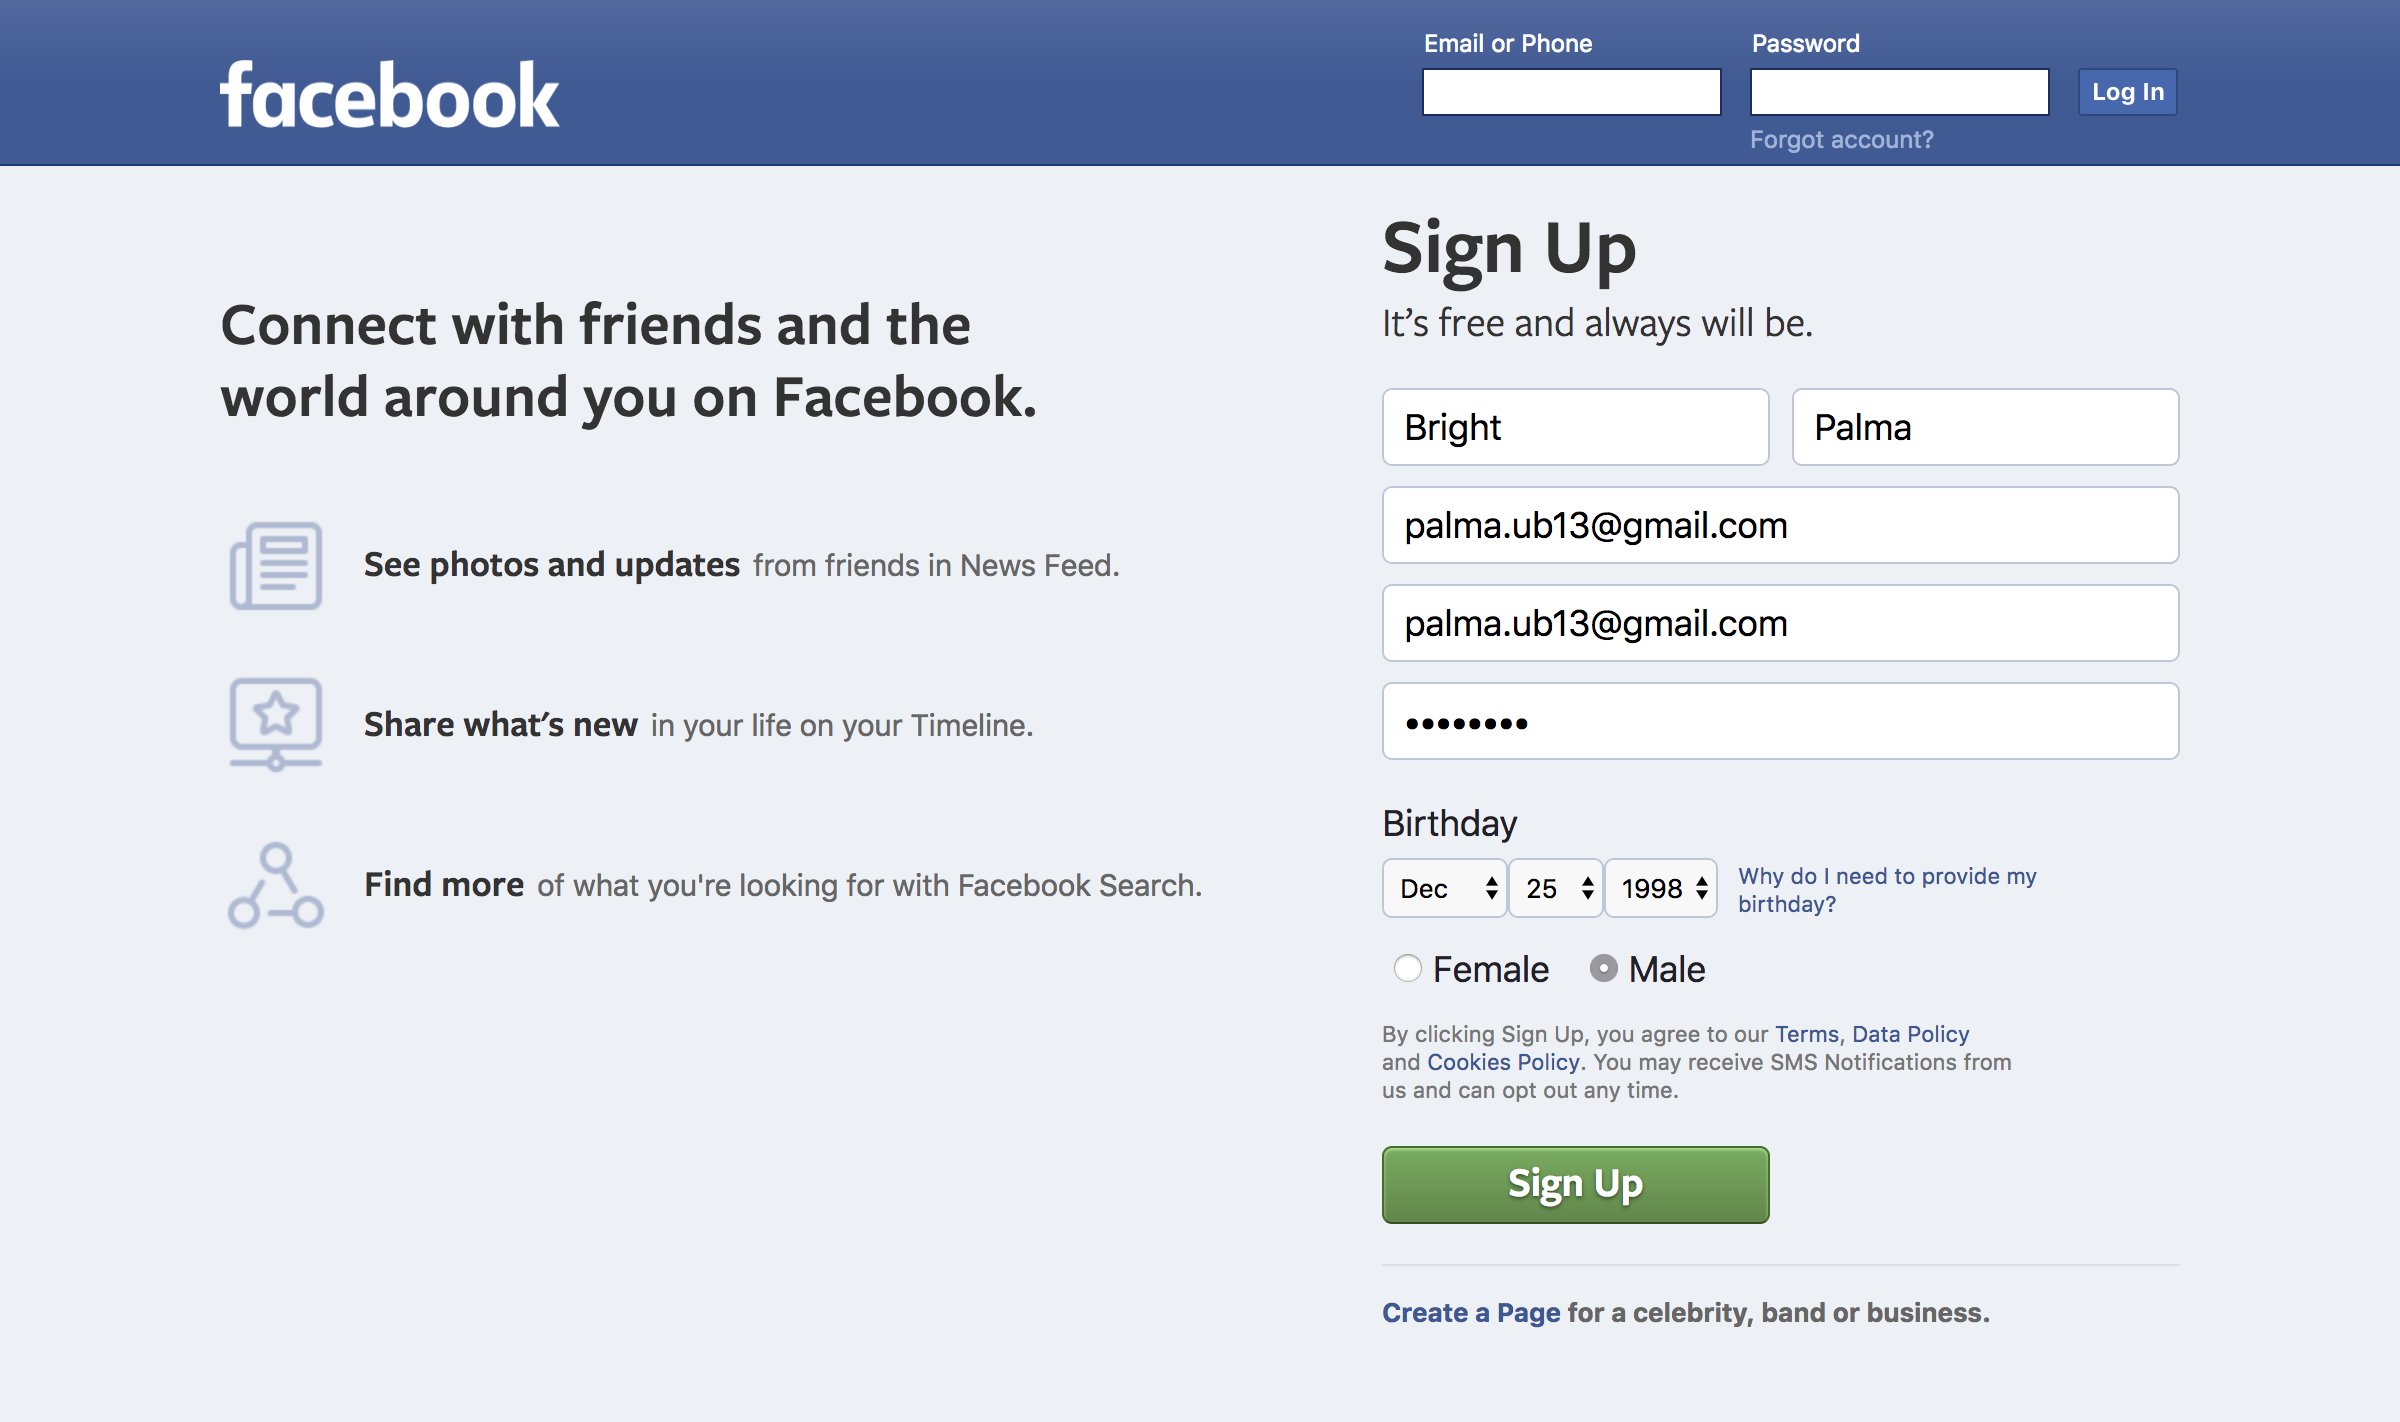 facebook
Email or Phone
Password
Log In
Forgot account?
Connect with friends and the
world around you on Facebook.
See photos and updates from friends in News Feed.
Share what's new in your life on your Timeline.
Find more of what you're looking for with Facebook Search.
Sign Up
It’s free and always will be.
Bright
Palma
palma.ub13@gmail.com
palma.ub13@gmail.com
••••••••
Birthday
Dec
25
1998
Why do I need to provide my
birthday?
Female
Male
By clicking Sign Up, you agree to our Terms, Data Policy
and Cookies Policy. You may receive SMS Notifications from
us and can opt out any time.
Sign Up
Create a Page for a celebrity, band or business.